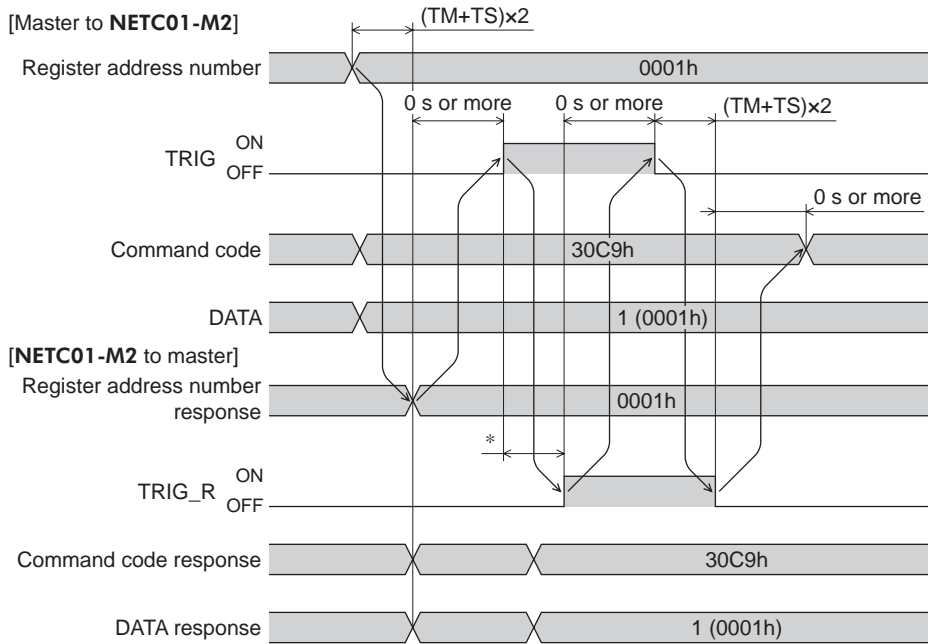 [Master to NETC01-M2]
(TM+TS)×2
Register address number
0001h
0 s or more
0 s or more
(TM+TS)×2
TRIG
ON
OFF
0 s or more
Command code
30C9h
DATA
1 (0001h)
[NETC01-M2 to master]
Register address number
response
0001h
*
TRIG_R
ON
OFF
Command code response
30C9h
DATA response
1 (0001h)